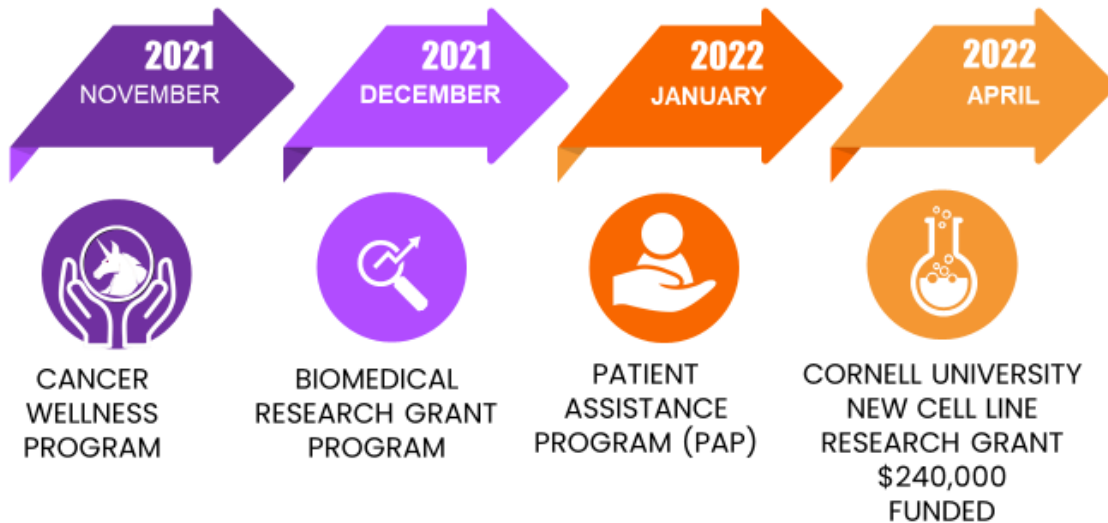 2021
NOVEMBER
2021
DECEMBER
2022
JANUARY
2022
APRIL
CANCER
WELLNESS
PROGRAM
BIOMEDICAL
RESEARCH GRANT
PROGRAM
PATIENT
ASSISTANCE
PROGRAM (PAP)
CORNELL UNIVERSITY
NEW CELL LINE
RESEARCH GRANT
$240,000
FUNDED